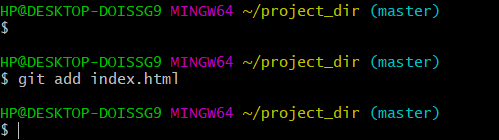 HP@DESKTOP-DOISSG9 MINGW64 ~/project_dir (master)
$
HP@DESKTOP-DOISSG9 MINGW64 ~/project_dir (master)
$ git add index.html
HP@DESKTOP-DOISSG9 MINGW64 ~/project_dir (master)
$